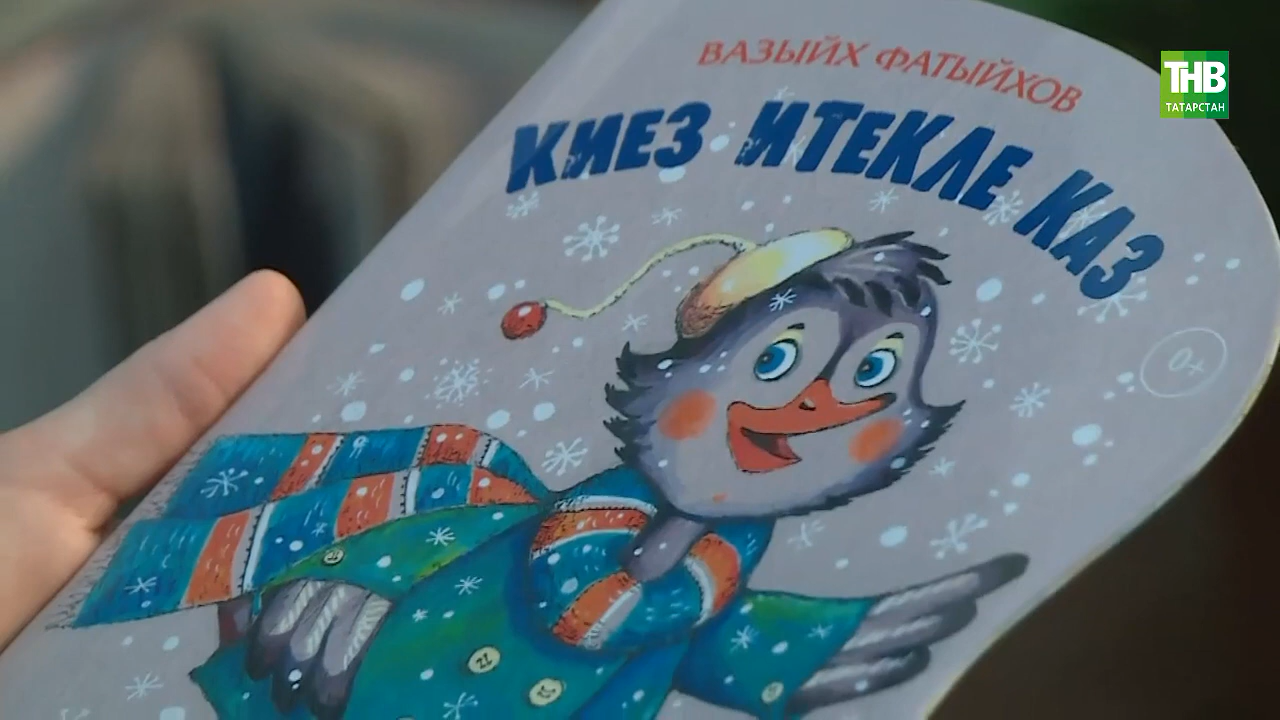 ВАЗЫЙХ ФАТЫЙХОВ
КИЕЗ ИТЕКЛЕ КАЗ
0+
ТНВ
ТАТАРСТАН